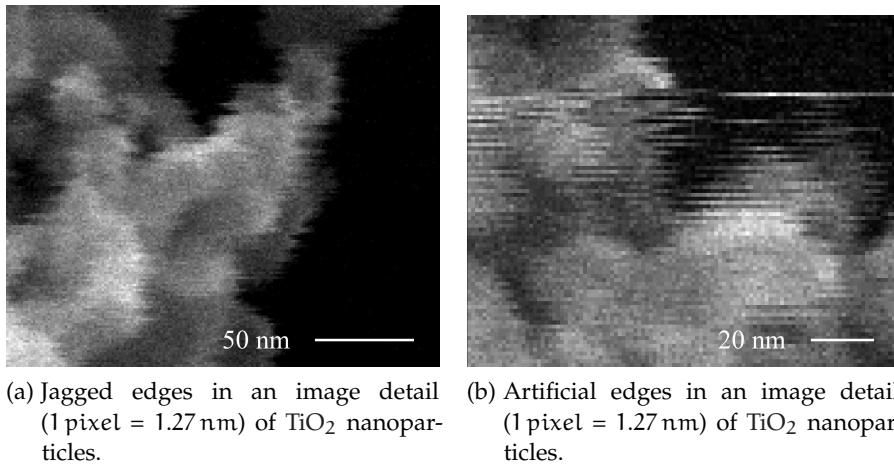 50 nm
20 nm
(a) Jagged edges in an image detail
(1 pixel = 1.27 nm) of TiO₂ nanopar-
ticles.
(b) Artificial edges in an image detail
(1 pixel = 1.27 nm) of TiO₂ nanopar-
ticles.